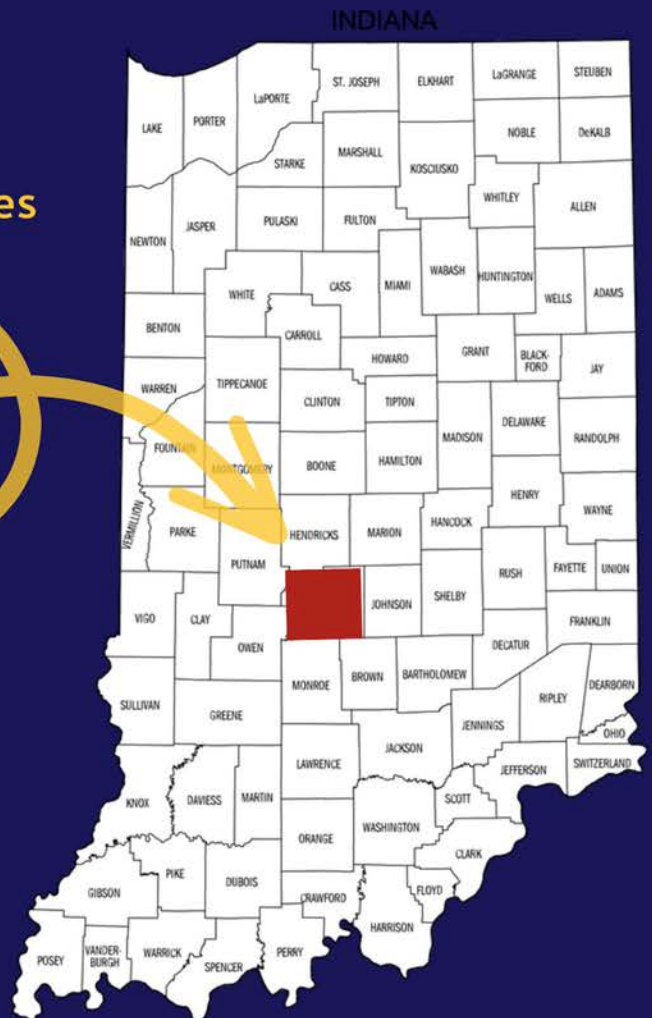 INDIANA
LAKE
PORTER
LaPORTE
ST. JOSEPH
ELKHART
LaGRANGE
STEUBEN
NOBLE
DeKALB
STARKE
MARSHALL
KOSCIUSKO
es
NEWTON
JASPER
PULASKI
FULTON
WHITLEY
ALLEN
WHITE
CASS
MIAMI
WABASH
HUNTINGTON
WELLS
ADAMS
BENTON
CARROLL
HOWARD
GRANT
BLACK-
FORD
JAY
WARREN
TIPPECANOE
CLINTON
TIPTON
MADISON
DELAWARE
RANDOLPH
FOUNTAIN
MONTGOMERY
BOONE
HAMILTON
HENRY
WAYNE
VERMILLION
PARKE
PUTNAM
HENDRICKS
MARION
HANCOCK
RUSH
FAYETTE
UNION
VIGO
CLAY
OWEN
JOHNSON
SHELBY
FRANKLIN
DECATUR
SULLIVAN
GREENE
MONROE
BROWN
BARTHOLOMEW
RIPLEY
DEARBORN
JENNINGS
OHIO
KNOX
DAVIESS
MARTIN
LAWRENCE
JACKSON
JEFFERSON
SWITZERLAND
SCOTT
ORANGE
WASHINGTON
CLARK
GIBSON
PIKE
DUBOIS
CRAWFORD
FLOYD
HARRISON
POSEY
VANDER-
BURGH
WARRICK
SPENCER
PERRY